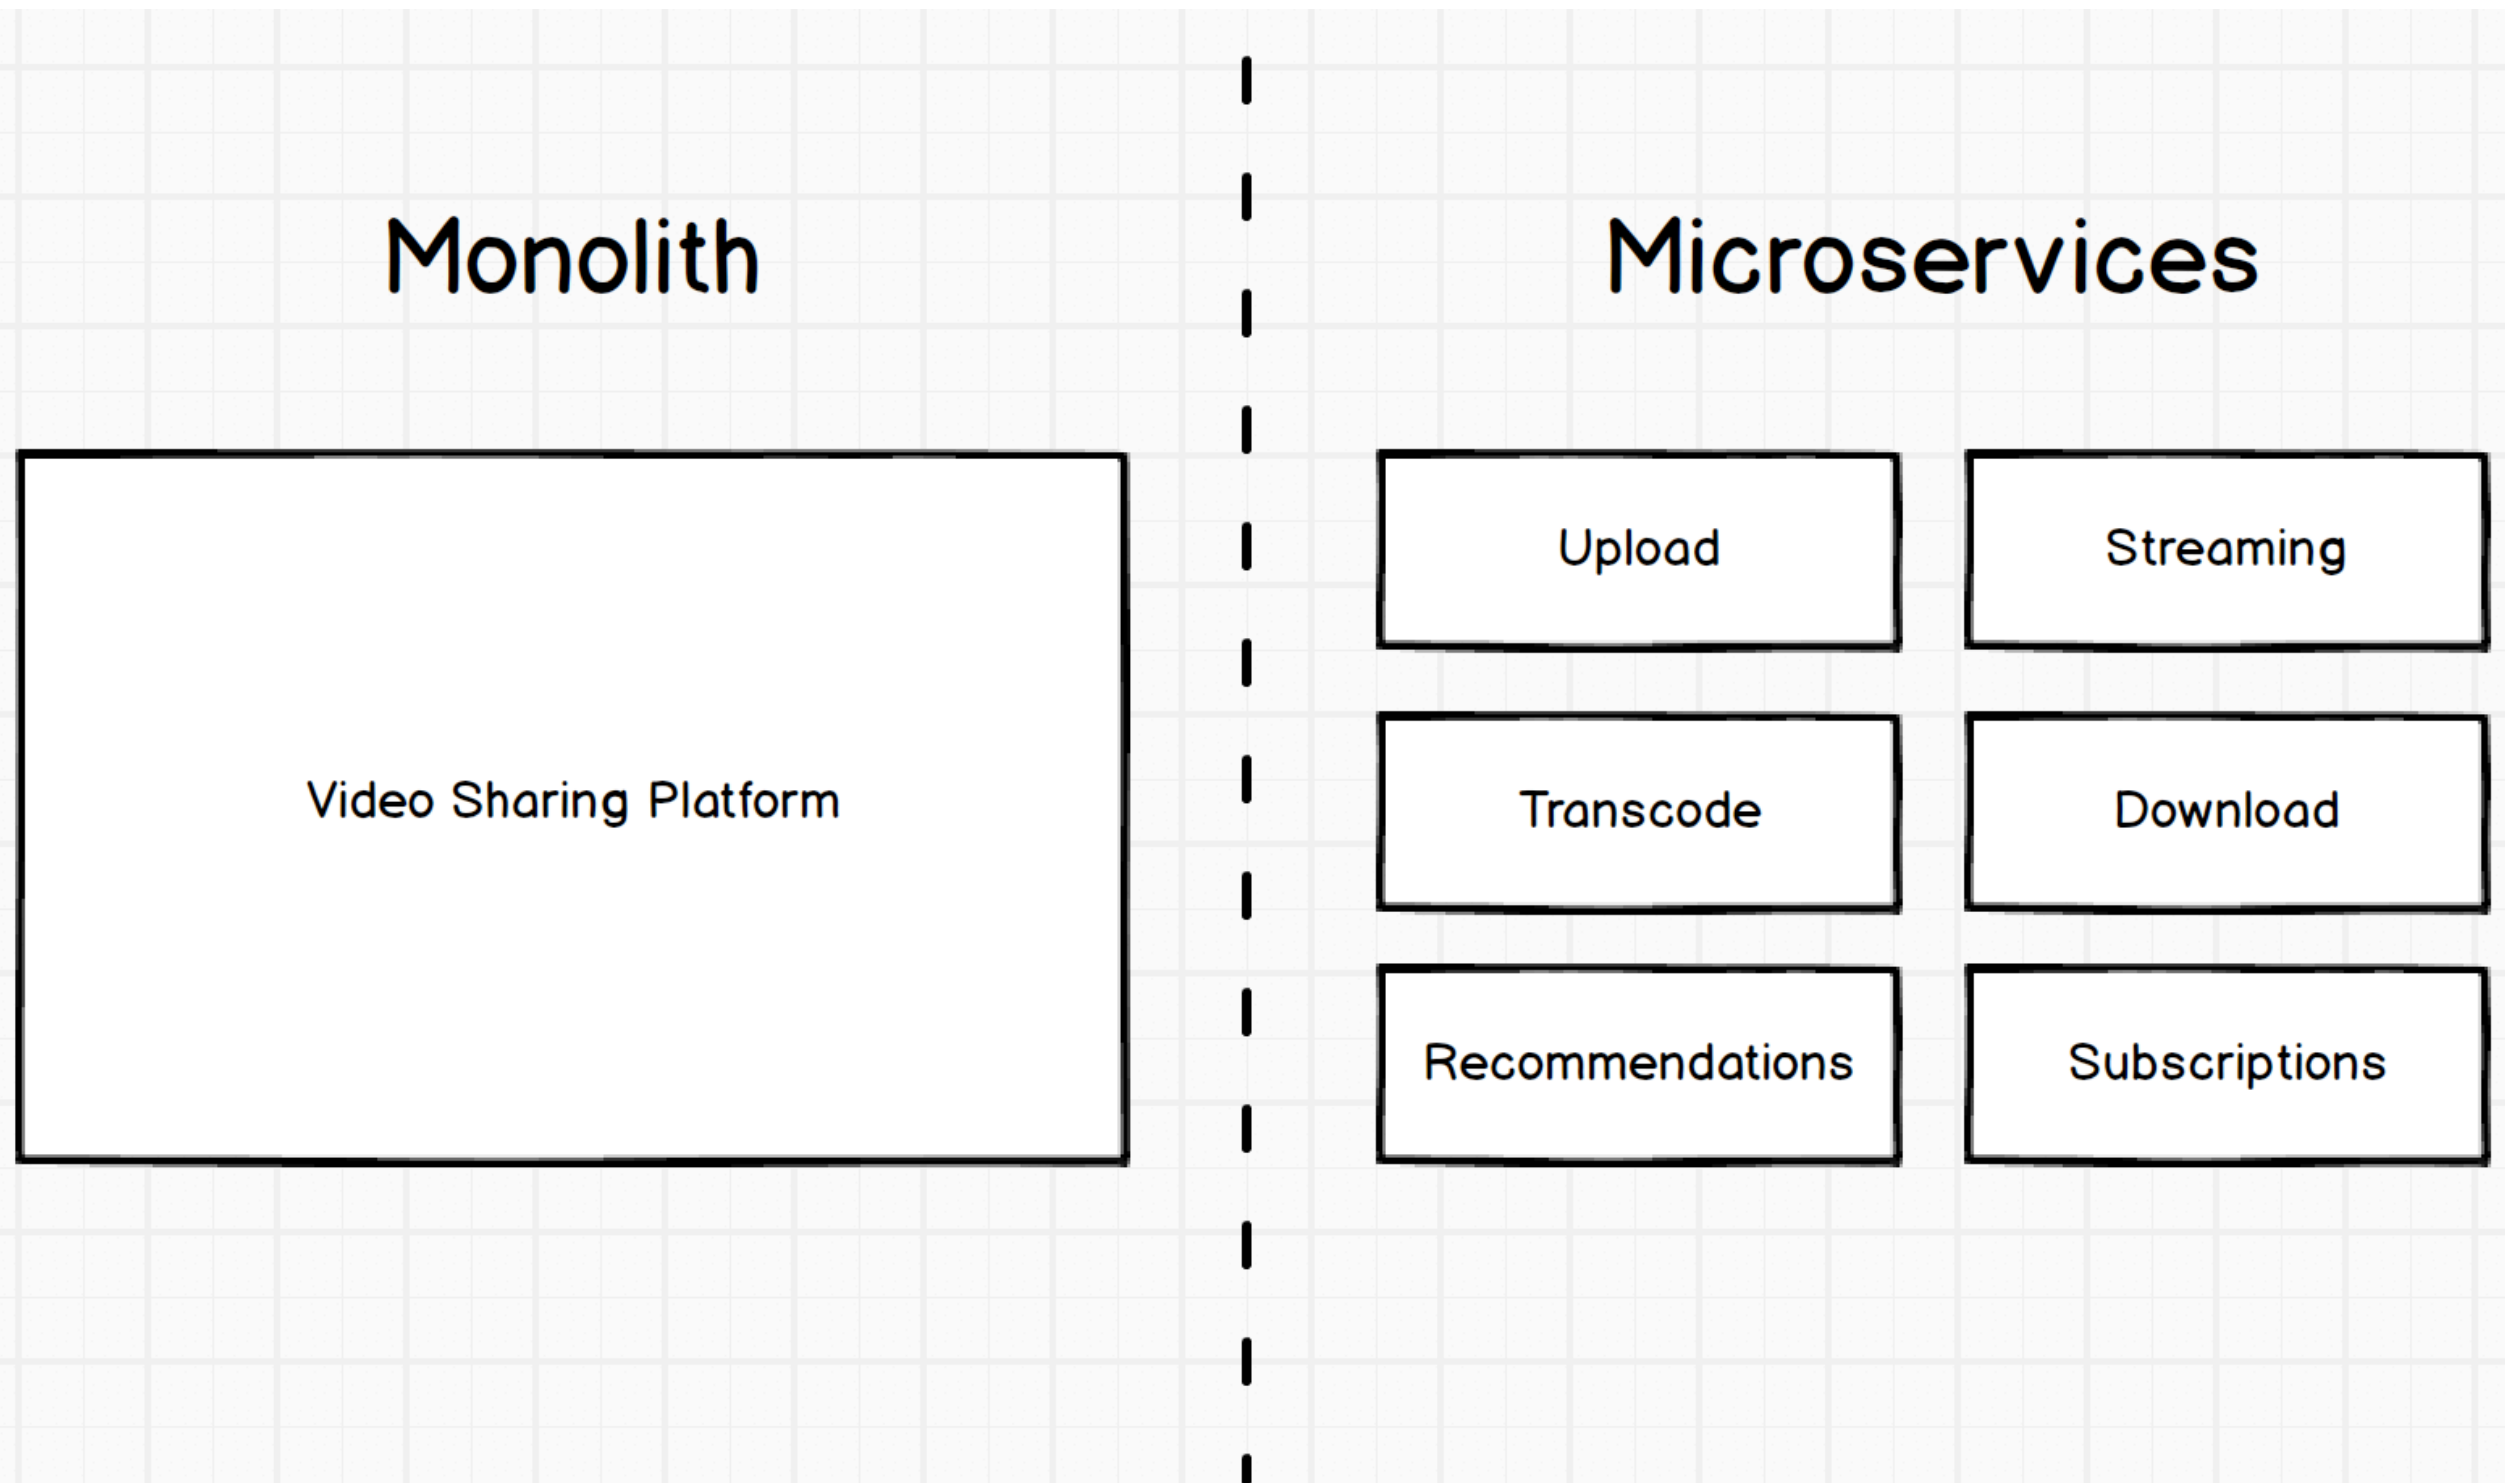 Monolith
Microservices
Video Sharing Platform
Upload
Streaming
Transcode
Download
Recommendations
Subscriptions